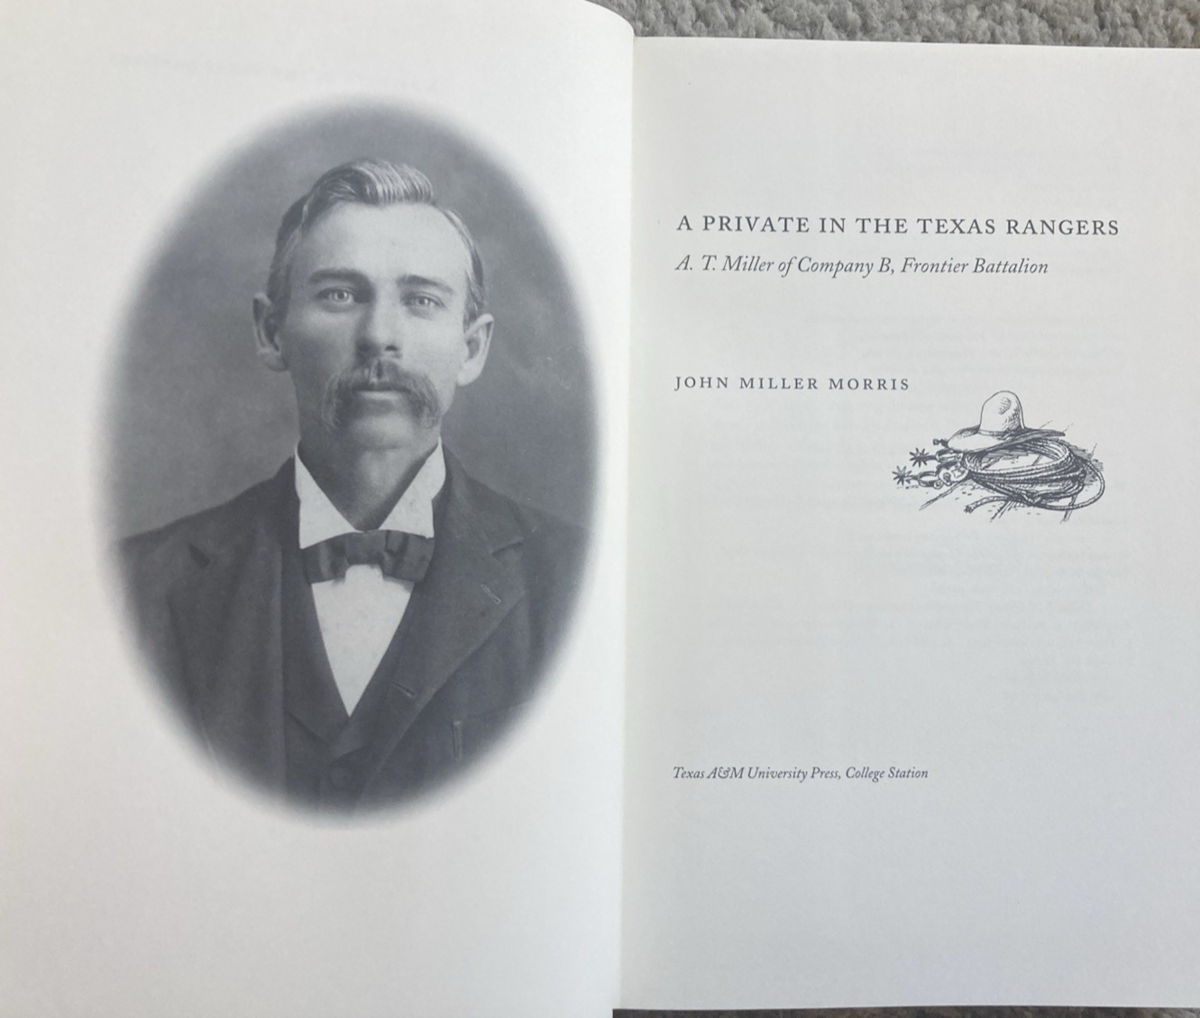 A PRIVATE IN THE TEXAS RANGERS
A. T. Miller of Company B, Frontier Battalion
JOHN MILLER MORRIS
Texas A&M University Press, College Station